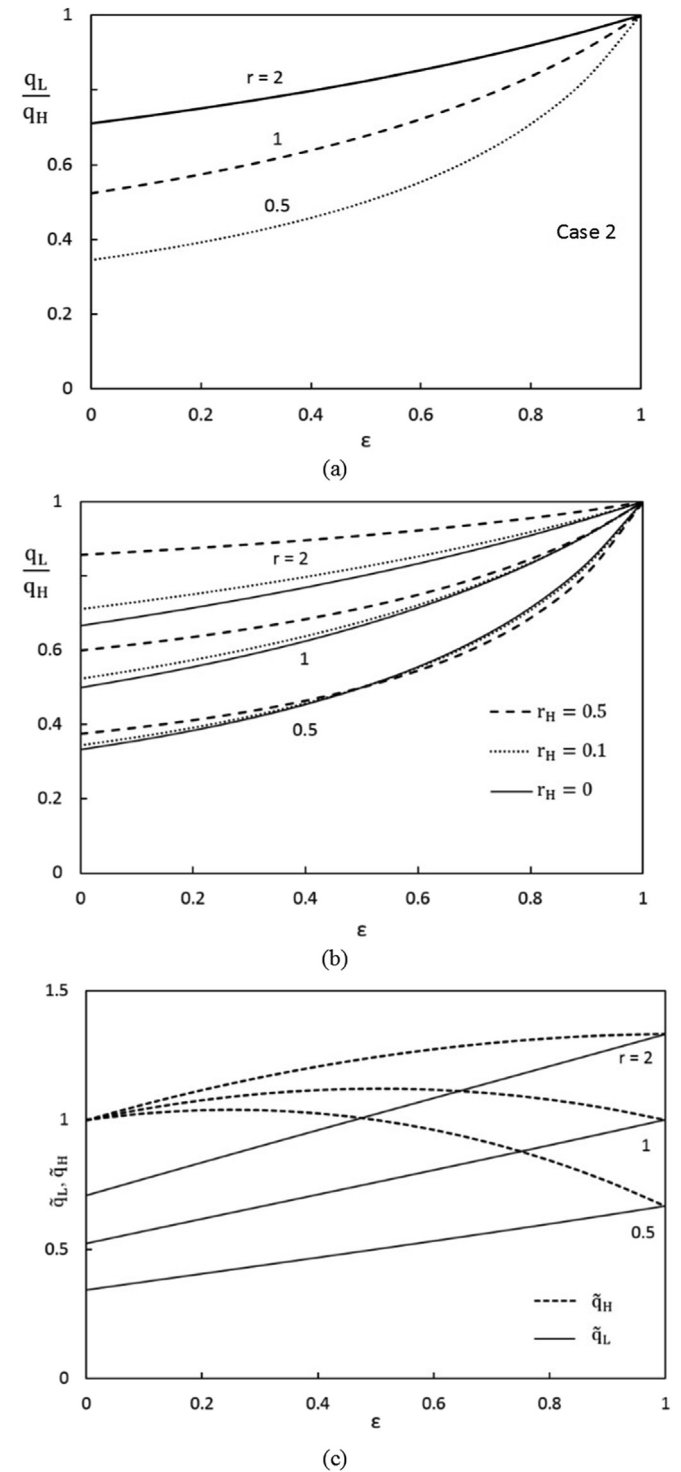 1
q_L
q_H
r = 2
1
0.6
0.5
0.4
Case 2
0.2
0
0 0.2 0.4 0.6 0.8 1
ε
(a)
1
q_L
q_H
r = 2
0.6
1
0.4
0.5
r_H = 0.5
r_H = 0.1
r_H = 0
0.2
0
0 0.2 0.4 0.6 0.8 1
ε
(b)
1.5
r = 2
1
1
q̃_L, q̃_H
0.5
0.5
q̃_H
q̃_L
0
0 0.2 0.4 0.6 0.8 1
ε
(c)